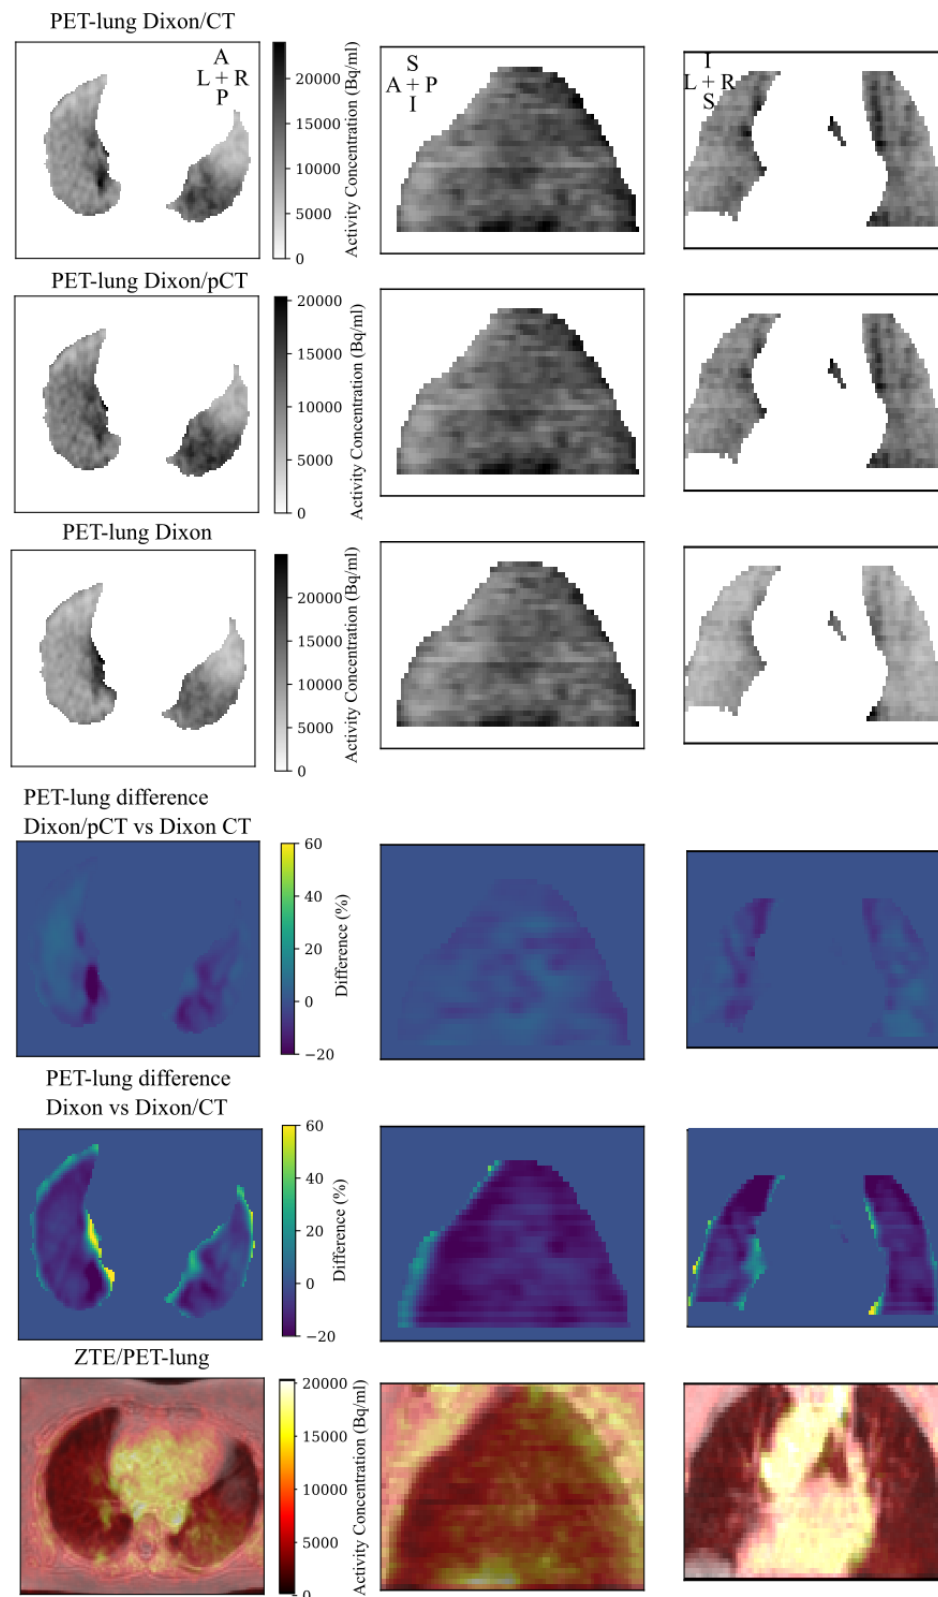 PET-lung Dixon/CT
A
L + R
P
20000
15000
10000
5000
0
Activity Concentration (Bq/ml)
S
A + P
I
I
L + R
S
PET-lung Dixon/pCT
20000
15000
10000
5000
0
Activity Concentration (Bq/ml)
PET-lung Dixon
20000
15000
10000
5000
0
Activity Concentration (Bq/ml)
PET-lung difference
Dixon/pCT vs Dixon CT
60
40
20
0
−20
Difference (%)
PET-lung difference
Dixon vs Dixon/CT
60
40
20
0
−20
Difference (%)
ZTE/PET-lung
20000
15000
10000
5000
0
Activity Concentration (Bq/ml)